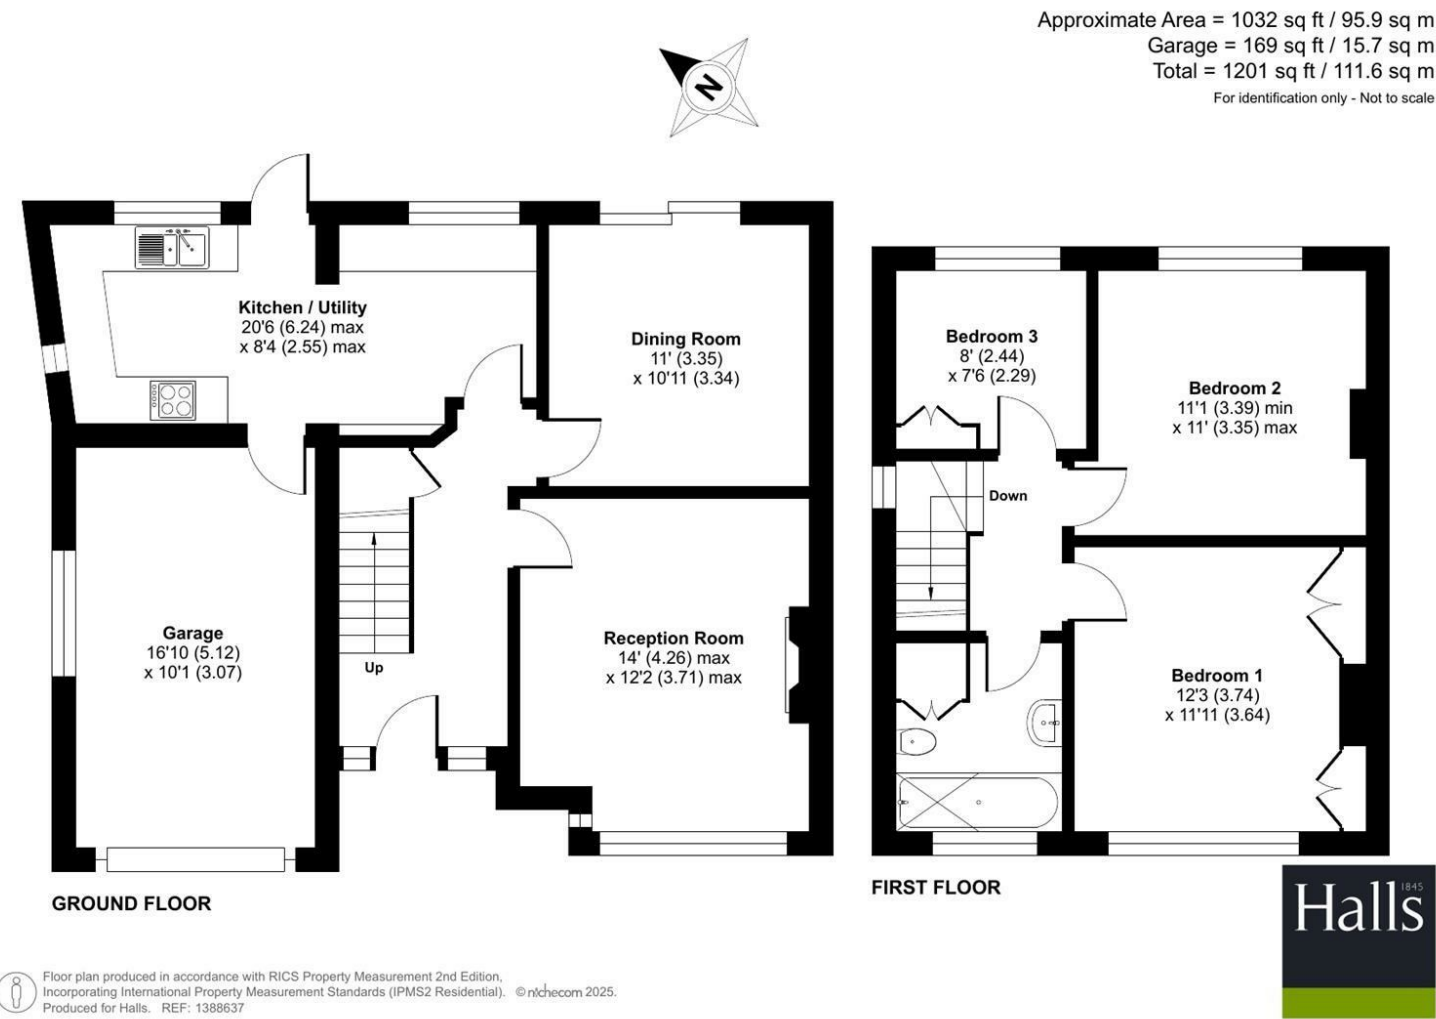 Approximate Area = 1032 sq ft / 95.9 sq m
Garage = 169 sq ft / 15.7 sq m
Total = 1201 sq ft / 111.6 sq m
For identification only - Not to scale
N
Kitchen / Utility
20'6 (6.24) max
x 8'4 (2.55) max
Dining Room
11' (3.35)
x 10'11 (3.34)
Bedroom 3
8' (2.44)
x 7'6 (2.29)
Bedroom 2
11'1 (3.39) min
x 11' (3.35) max
Down
Garage
16'10 (5.12)
x 10'1 (3.07)
Up
Reception Room
14' (4.26) max
x 12'2 (3.71) max
Bedroom 1
12'3 (3.74)
x 11'11 (3.64)
GROUND FLOOR
FIRST FLOOR
1845
Halls
Floor plan produced in accordance with RICS Property Measurement 2nd Edition,
Incorporating International Property Measurement Standards (IPMS2 Residential). © nichecom 2025.
Produced for Halls. REF: 1388637